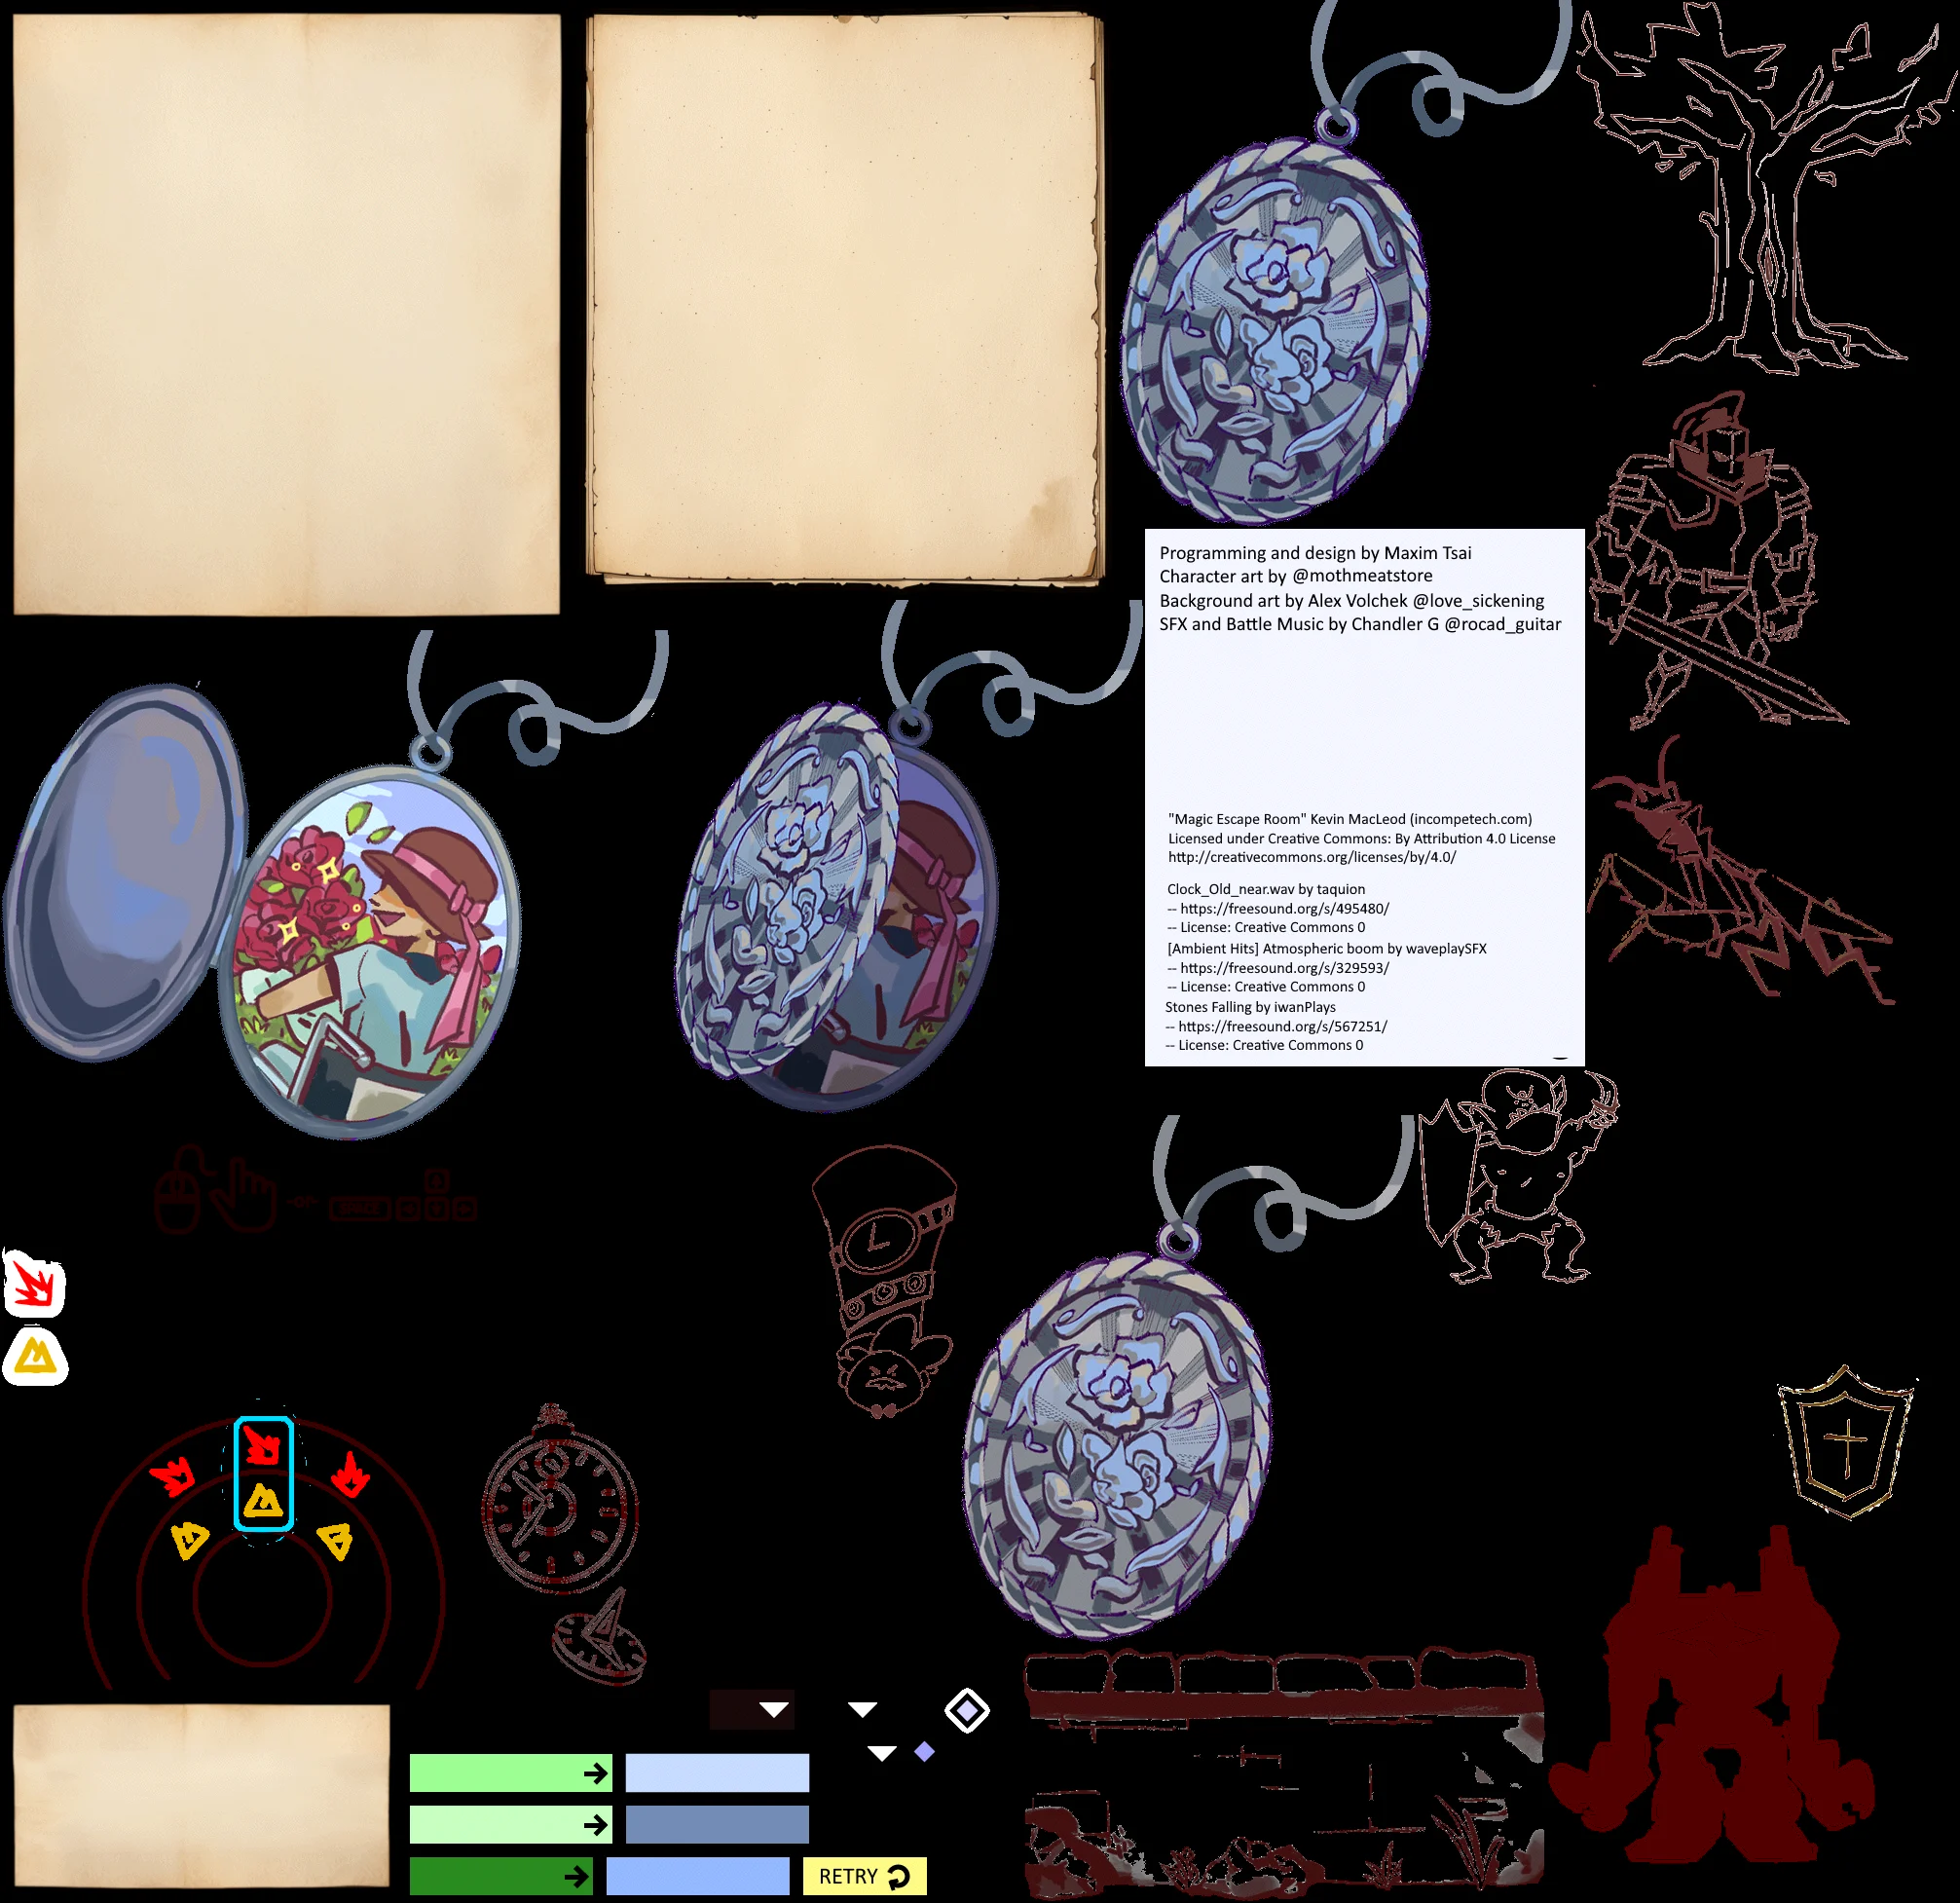 Programming and design by Maxim Tsai
Character art by @mothmeatstore
Background art by Alex Volchek @love_sickening
SFX and Battle Music by Chandler G @rocad_guitar
"Magic Escape Room" Kevin MacLeod (incompetech.com)
Licensed under Creative Commons: By Attribution 4.0 License
http://creativecommons.org/licenses/by/4.0/
Clock_Old_near.wav by taquion
-- https://freesound.org/s/495480/
-- License: Creative Commons 0
[Ambient Hits] Atmospheric boom by waveplaySFX
-- https://freesound.org/s/329593/
-- License: Creative Commons 0
Stones Falling by iwanPlays
-- https://freesound.org/s/567251/
-- License: Creative Commons 0
-OR- SPACE
RETRY